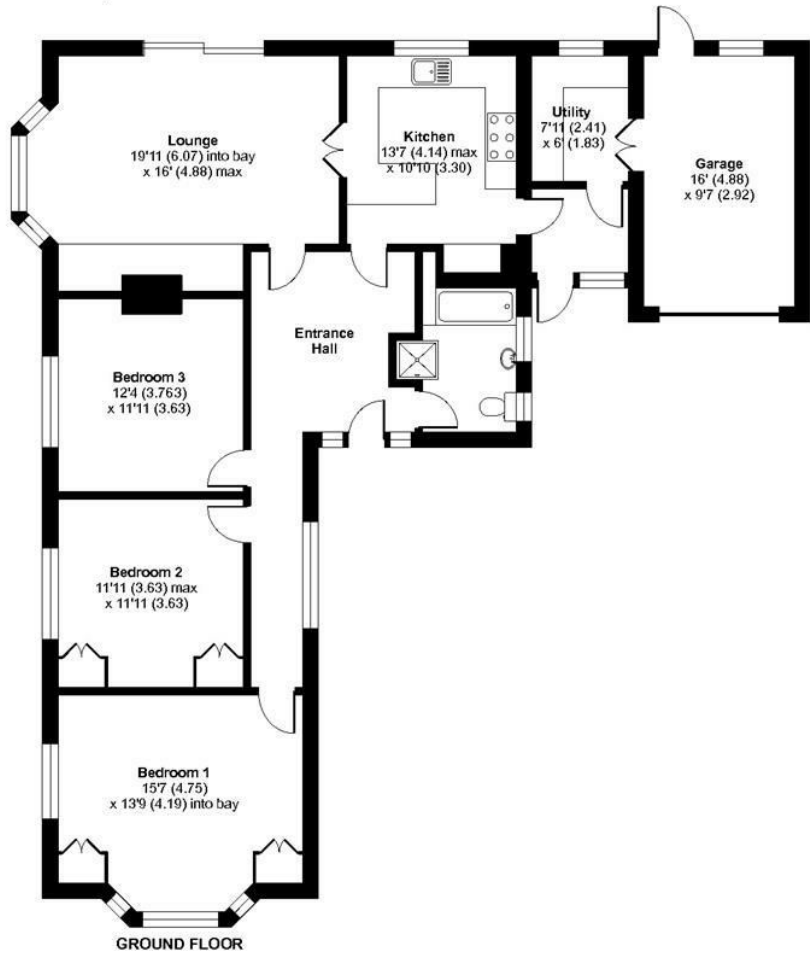 Lounge
19'11 (6.07) into bay
x 16' (4.88) max
Kitchen
13'7 (4.14) max
x 10'10 (3.30)
Utility
7'11 (2.41)
x 6' (1.83)
Garage
16' (4.88)
x 9'7 (2.92)
Entrance
Hall
Bedroom 3
12'4 (3.763)
x 11'11 (3.63)
Bedroom 2
11'11 (3.63) max
x 11'11 (3.63)
Bedroom 1
15'7 (4.75)
x 13'9 (4.19) into bay
GROUND FLOOR